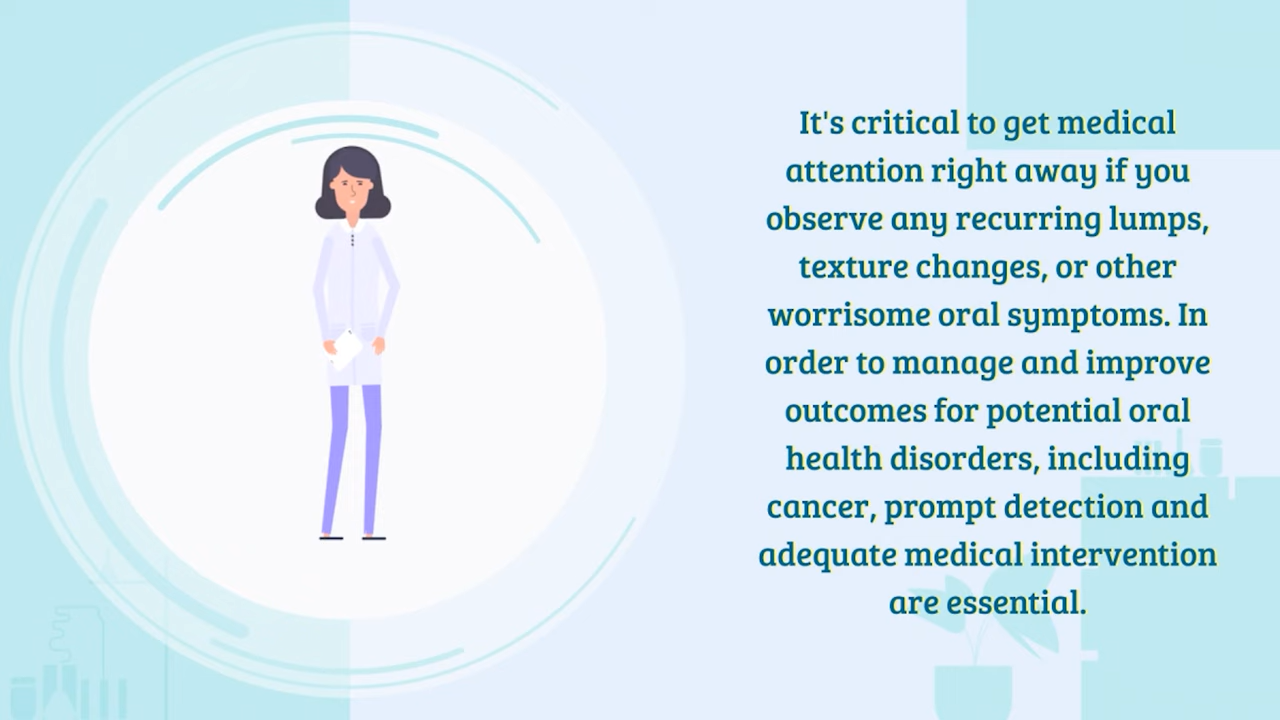 It's critical to get medical
attention right away if you
observe any recurring lumps,
texture changes, or other
worrisome oral symptoms. In
order to manage and improve
outcomes for potential oral
health disorders, including
cancer, prompt detection and
adequate medical intervention
are essential.